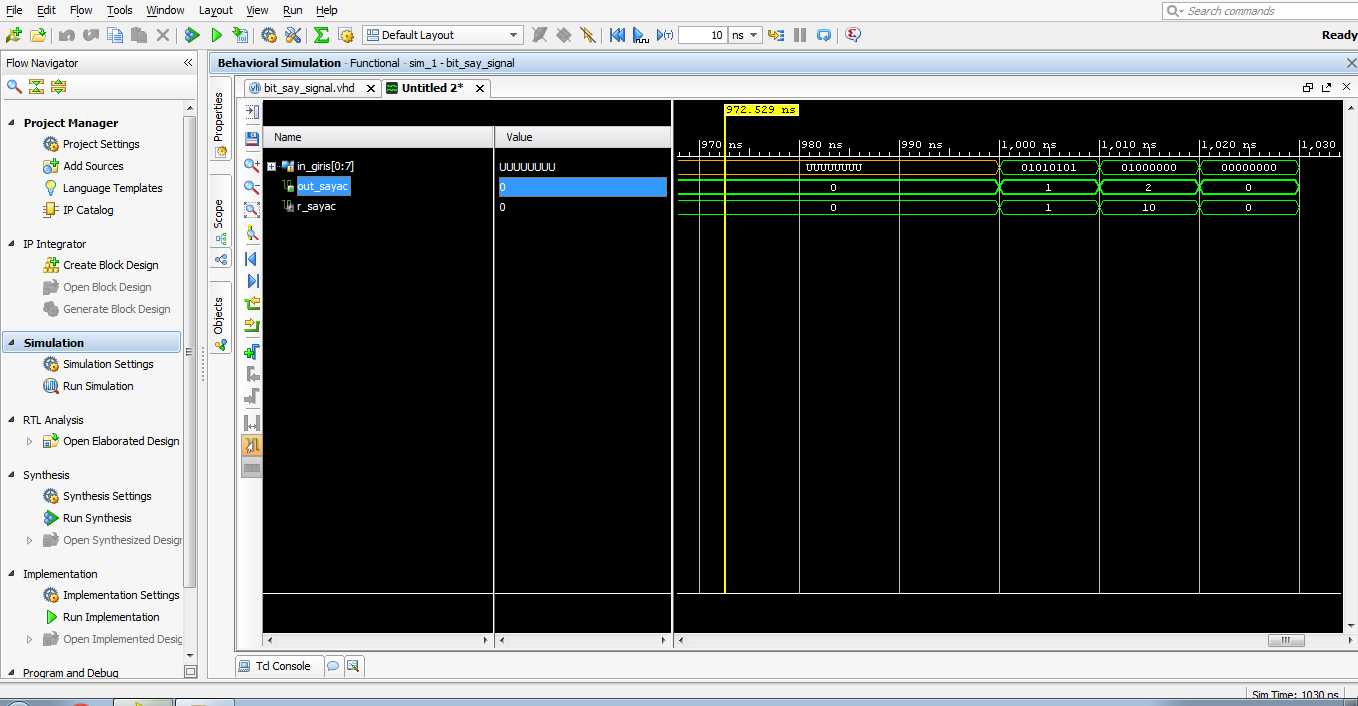 File Edit Flow Tools Window Layout View Run Help
Search commands
Default Layout
10 ns
Ready
Flow Navigator
Behavioral Simulation - Functional - sim_1 - bit_say_signal
bit_say_signal.vhd
Untitled 2*
Properties
Scope
Objects
Project Manager
Project Settings
Add Sources
Language Templates
IP Catalog
IP Integrator
Create Block Design
Open Block Design
Generate Block Design
Simulation
Simulation Settings
Run Simulation
RTL Analysis
Open Elaborated Design
Synthesis
Synthesis Settings
Run Synthesis
Open Synthesized Design
Implementation
Implementation Settings
Run Implementation
Open Implemented Desig
Program and Debug
972.529 ns
Name Value
970 ns 980 ns 990 ns 1,000 ns 1,010 ns 1,020 ns 1,030
in_giris[0:7] UUUUUUUU UUUUUUUU 01010101 01000000 00000000
out_sayac 0 0 1 2 0
r_sayac 0 0 1 10 0
Tcl Console
Sim Time: 1030 ns